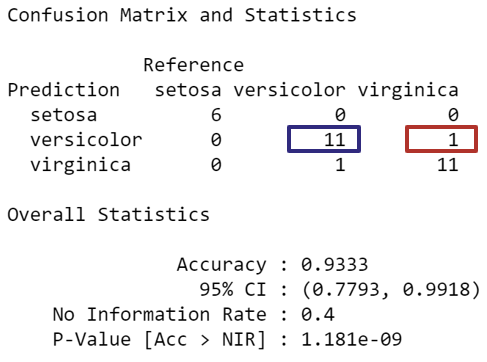 Confusion Matrix and Statistics
Reference
Prediction setosa versicolor virginica
setosa 6 0 0
versicolor 0 11 1
virginica 0 1 11
Overall Statistics
Accuracy : 0.9333
95% CI : (0.7793, 0.9918)
No Information Rate : 0.4
P-Value [Acc > NIR] : 1.181e-09